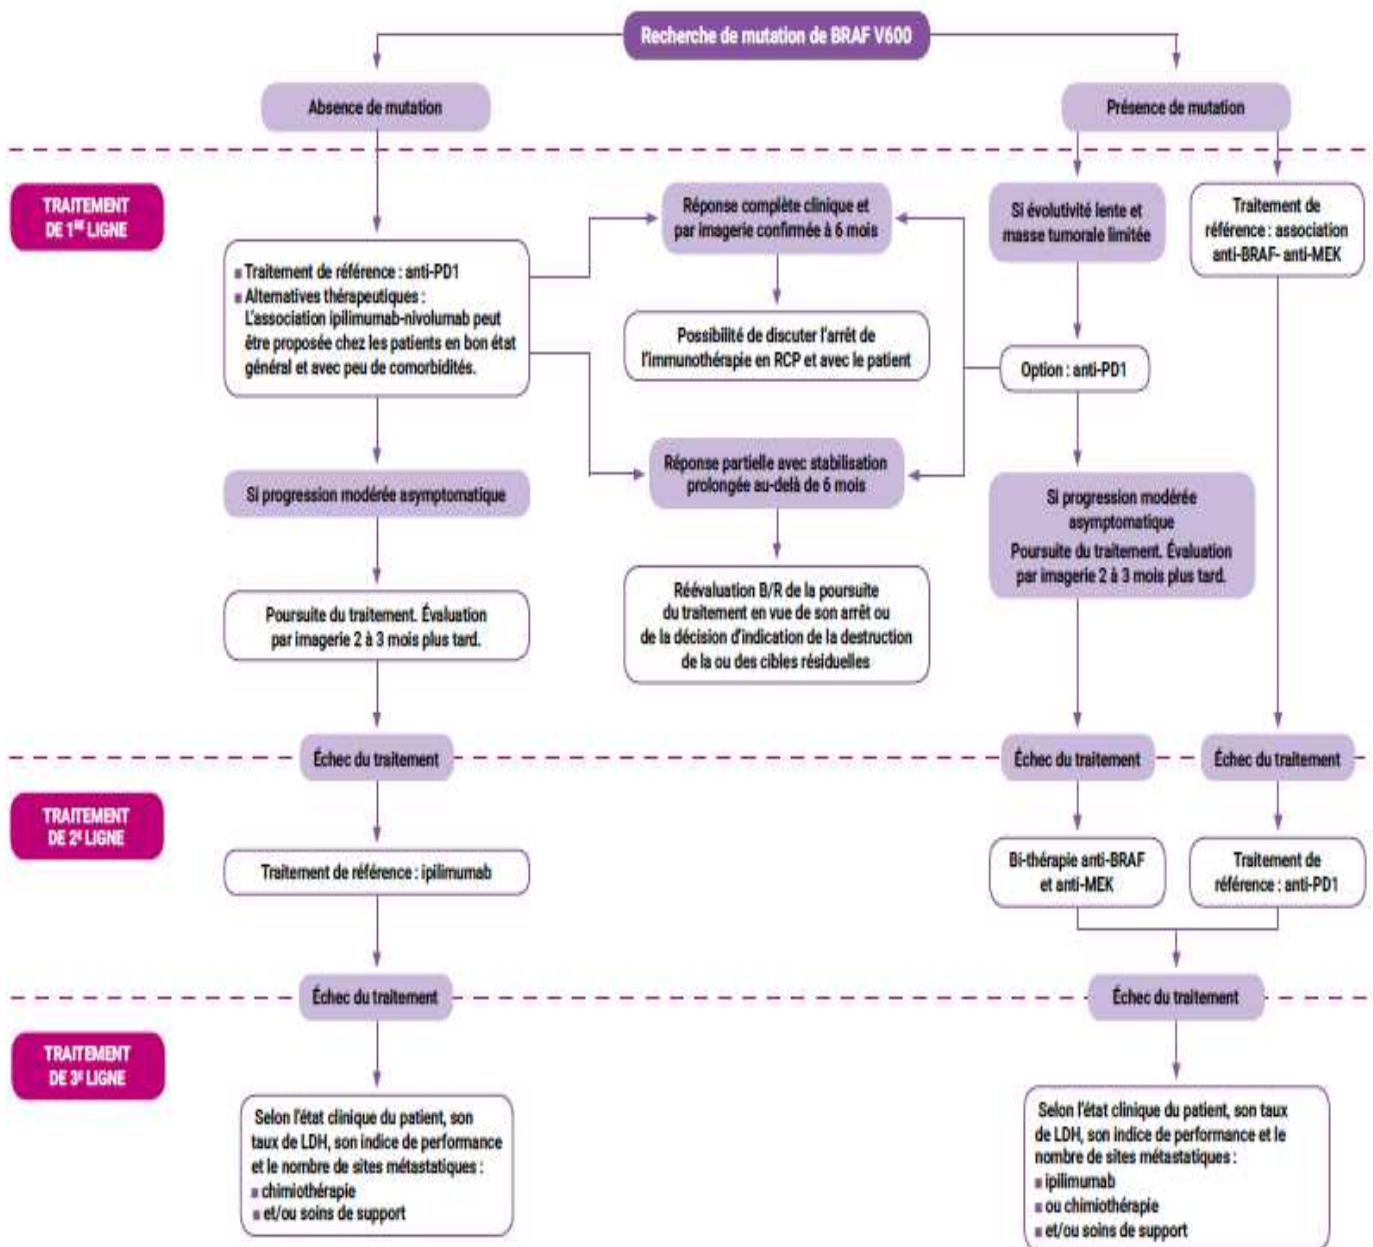 Recherche de mutation de BRAF V600
Absence de mutation
Présence de mutation
TRAITEMENT
DE 1RE LIGNE
Traitement de référence : anti-PD1
Alternatives thérapeutiques :
L'association ipilimumab-nivolumab peut
être proposée chez les patients en bon état
général et avec peu de comorbidités.
Réponse complète clinique et
par imagerie confirmée à 6 mois
Possibilité de discuter l'arrêt de
l'immunothérapie en RCP et avec le patient
Si évolutivité lente et
masse tumorale limitée
Traitement de
référence : association
anti-BRAF- anti-MEK
Option : anti-PD1
Si progression modérée asymptomatique
Réponse partielle avec stabilisation
prolongée au-delà de 6 mois
Si progression modérée
asymptomatique
Poursuite du traitement. Évaluation
par imagerie 2 à 3 mois plus tard.
Poursuite du traitement. Évaluation
par imagerie 2 à 3 mois plus tard.
Réévaluation B/R de la poursuite
du traitement en vue de son arrêt ou
de la décision d'indication de la destruction
de la ou des cibles résiduelles
Échec du traitement
Échec du traitement
Échec du traitement
TRAITEMENT
DE 2E LIGNE
Traitement de référence : ipilimumab
Bi-thérapie anti-BRAF
et anti-MEK
Traitement de
référence : anti-PD1
Échec du traitement
Échec du traitement
TRAITEMENT
DE 3E LIGNE
Selon l'état clinique du patient, son
taux de LDH, son indice de performance
et le nombre de sites métastatiques :
chimiothérapie
et/ou soins de support
Selon l'état clinique du patient, son taux
de LDH, son indice de performance et le
nombre de sites métastatiques :
ipilimumab
ou chimiothérapie
et/ou soins de support